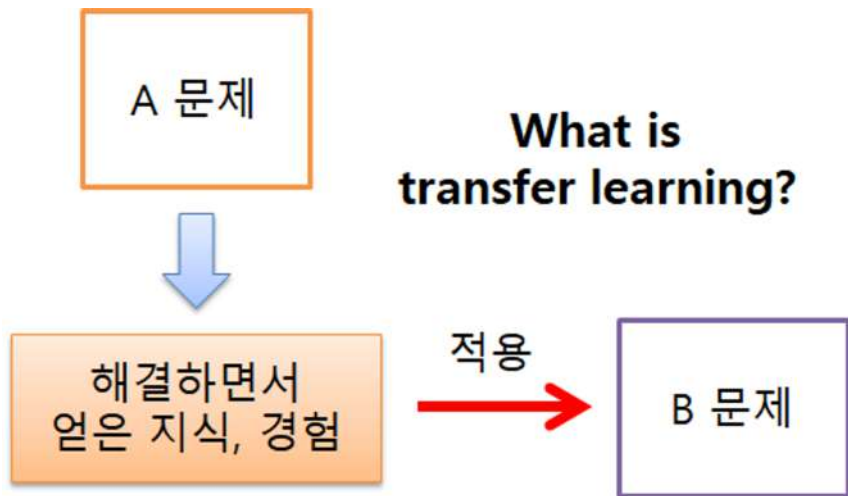 A 문제
What is
transfer learning?
해결하면서
얻은 지식, 경험
적용
B 문제